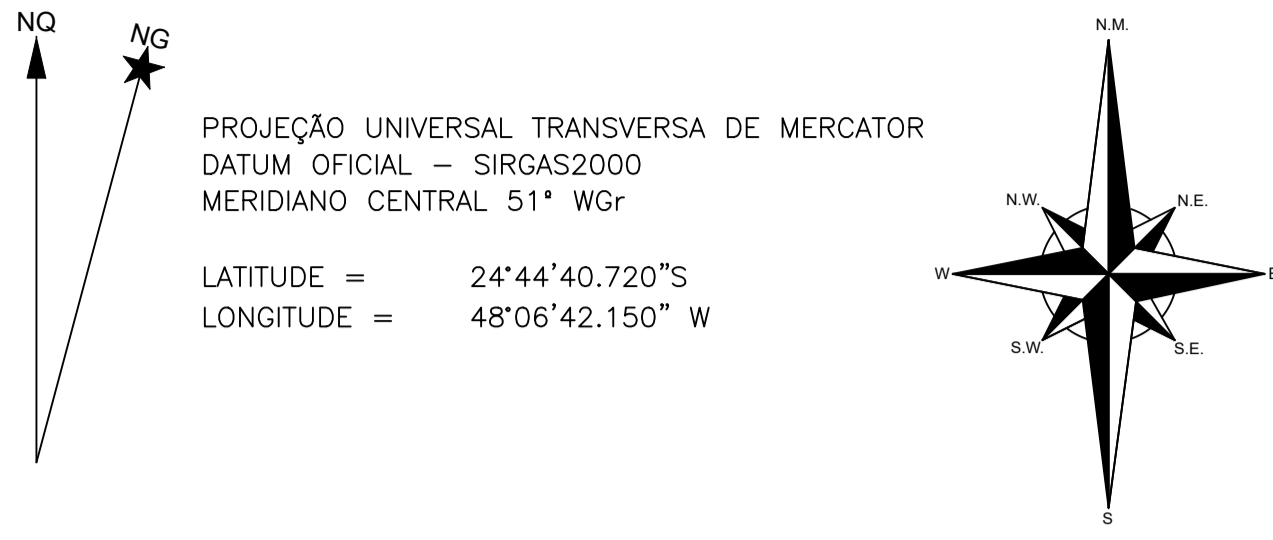 NQ
NG
PROJEÇÃO UNIVERSAL TRANSVERSA DE MERCATOR
DATUM OFICIAL – SIRGAS2000
MERIDIANO CENTRAL 51ª WGr
LATITUDE = 24°44'40.720"S
LONGITUDE = 48°06'42.150" W
N.M.
N.W.
N.E.
W
E
S.W.
S.E.
S